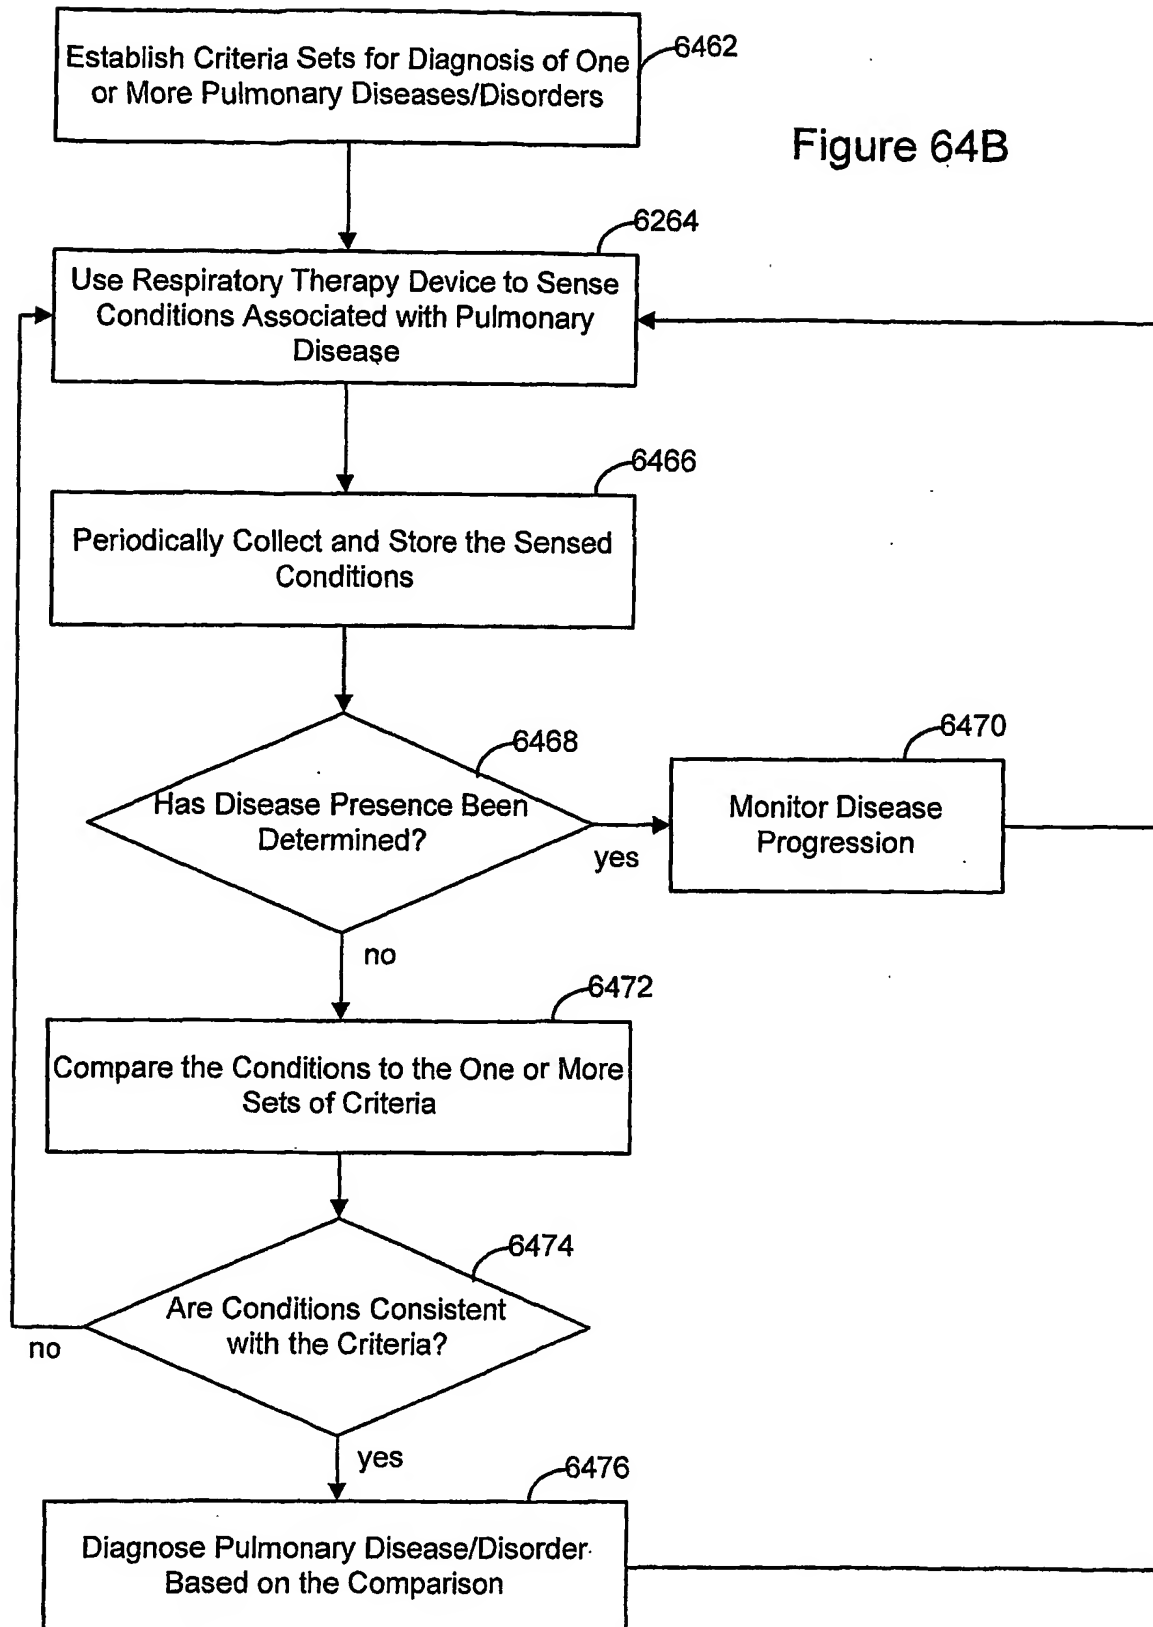 Establish Criteria Sets for Diagnosis of One
or More Pulmonary Diseases/Disorders
6462
Figure 64B
6264
Use Respiratory Therapy Device to Sense
Conditions Associated with Pulmonary
Disease
6466
Periodically Collect and Store the Sensed
Conditions
6468
Has Disease Presence Been
Determined?
yes
6470
Monitor Disease
Progression
no
6472
Compare the Conditions to the One or More
Sets of Criteria
6474
Are Conditions Consistent
with the Criteria?
no
yes
6476
Diagnose Pulmonary Disease/Disorder
Based on the Comparison